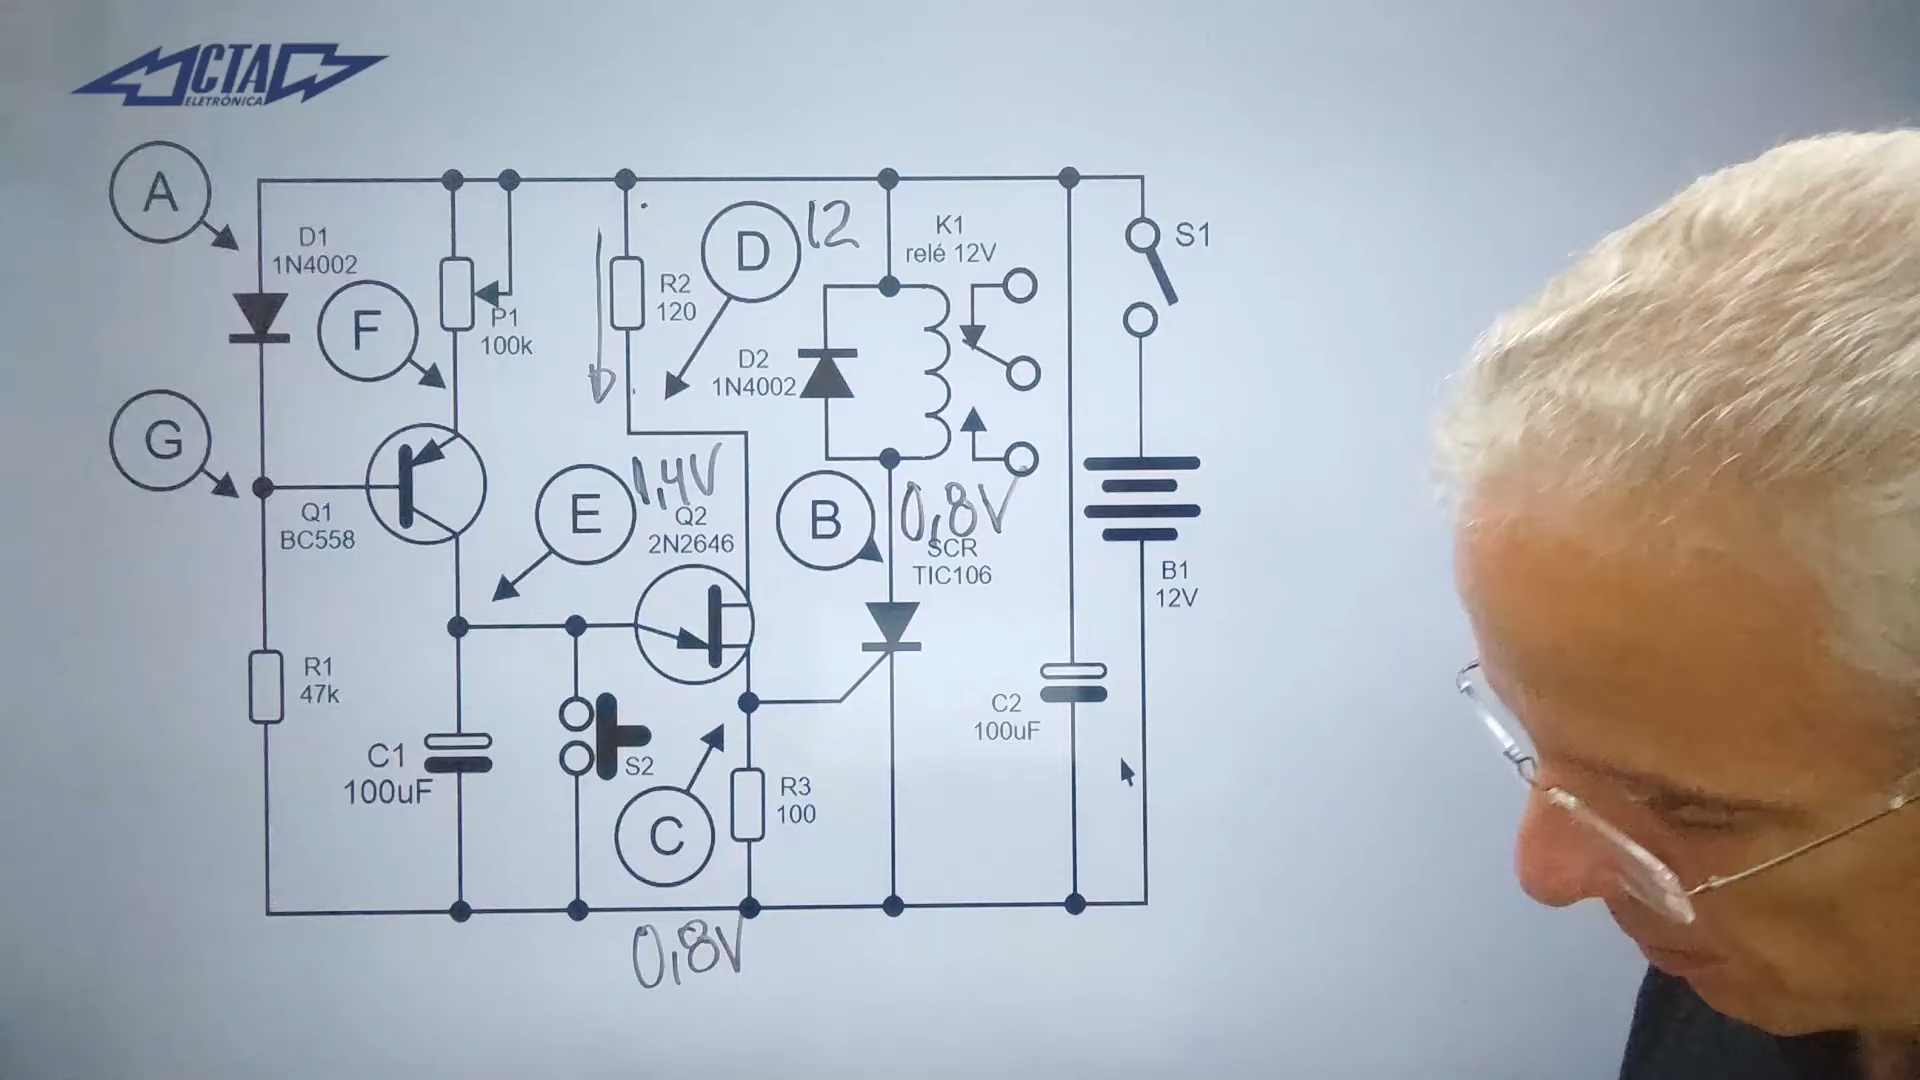 CTA
ELETRÔNICA
A
D1
1N4002
F
P1
100k
R2
120
D
12
K1
relé 12V
S1
D2
1N4002
G
Q1
BC558
E
1,4V
Q2
2N2646
B
0,8V
SCR
TIC106
B1
12V
R1
47k
C1
100uF
S2
C
R3
100
C2
100uF
0,8V